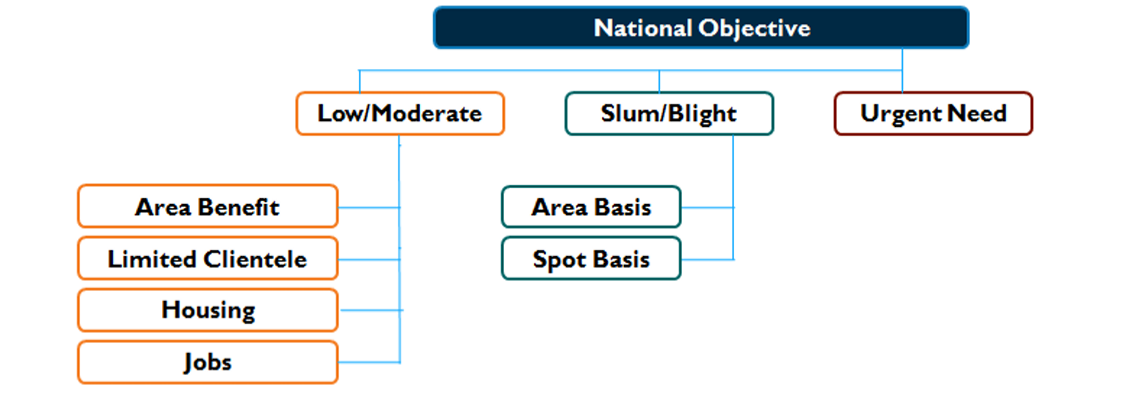 National Objective
Low/Moderate
Slum/Blight
Urgent Need
Area Benefit
Limited Clientele
Housing
Jobs
Area Basis
Spot Basis